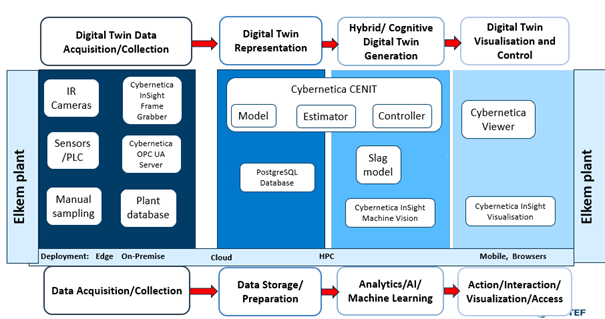 Digital Twin Data
Acquisition/Collection
Digital Twin
Representation
Hybrid/ Cognitive
Digital Twin
Generation
Digital Twin
Visualisation and
Control
Elkem plant
IR
Cameras
Cybernetica
InSight
Frame
Grabber
Sensors
/PLC
Cybernetica
OPC UA
Server
Manual
sampling
Plant
database
Cybernetica CENIT
Model
Estimator
Controller
PostgreSQL
Database
Slag
model
Cybernetica InSight
Machine Vision
Cybernetica
Viewer
Cybernetica InSight
Visualisation
Elkem plant
Deployment: Edge On-Premise
Cloud
HPC
Mobile, Browsers
Data Acquisition/Collection
Data Storage/
Preparation
Analytics/AI/
Machine Learning
Action/Interaction/
Visualization/Access
TEF